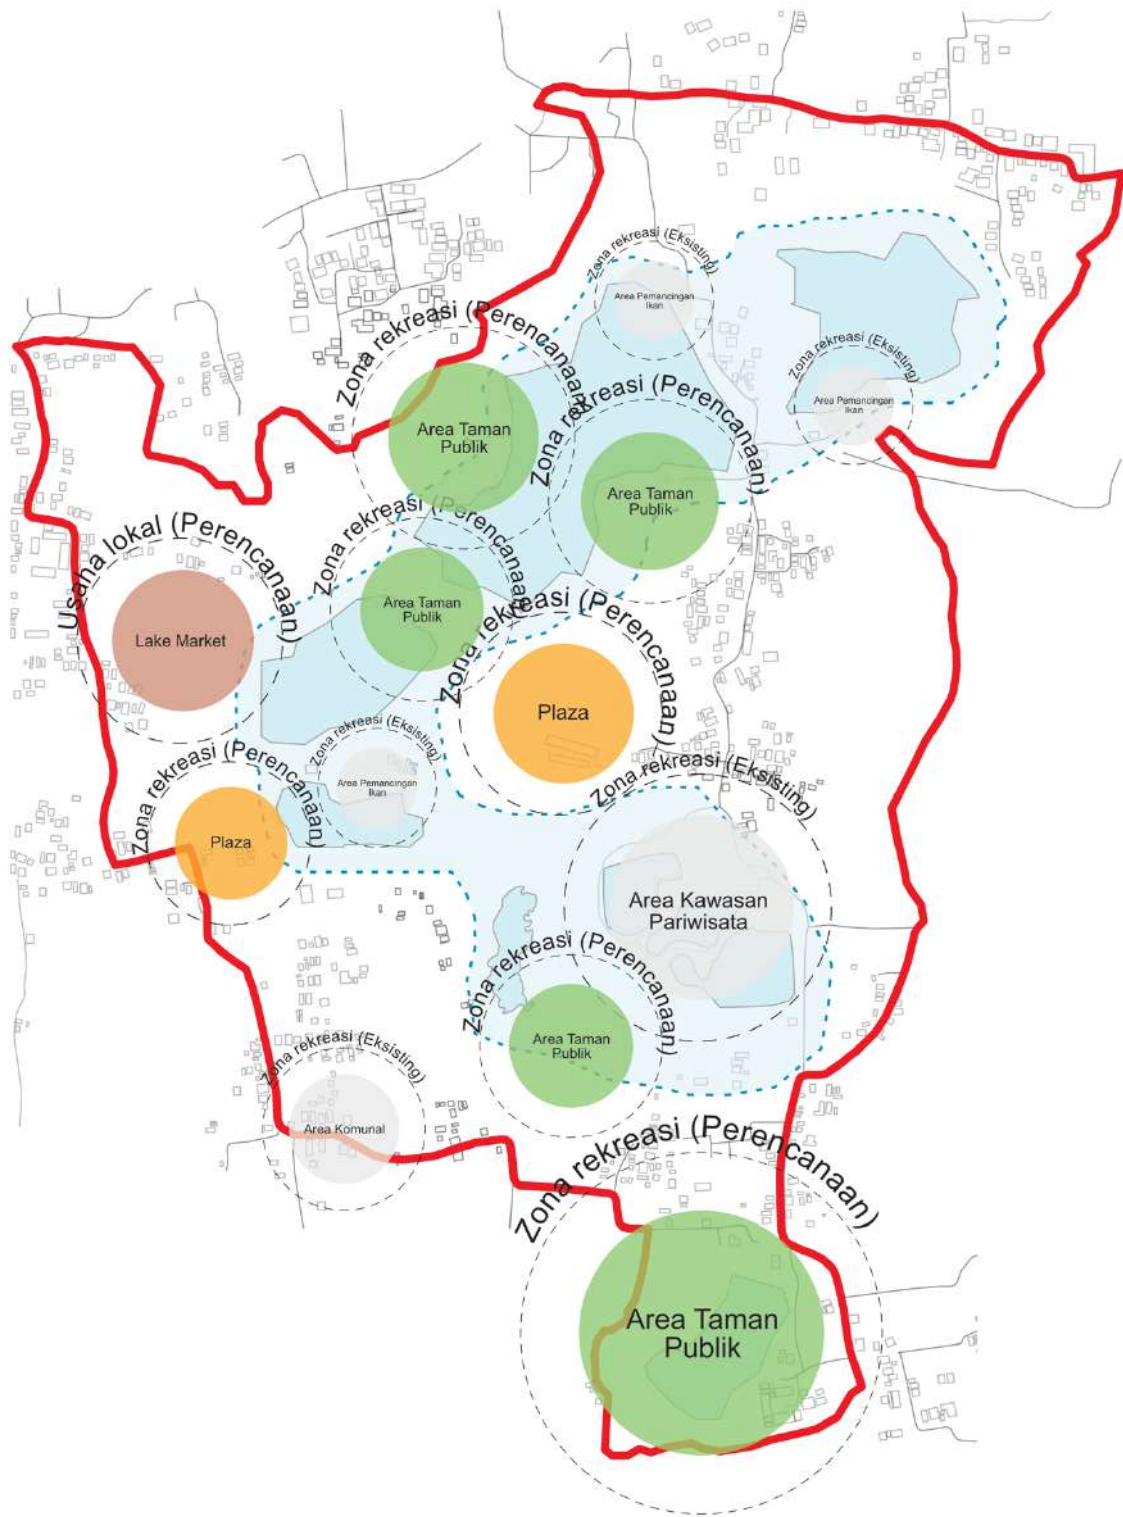 Zona rekreasi (Eksisting)
Area Pemancingan
Ikan
Zona rekreasi (Perencanaan)
Area Taman
Publik
Zona rekreasi (Eksisting)
Area Pemancingan
Ikan
Zona rekreasi (Perencanaan)
Area Taman
Publik
Zona rekreasi (Perencanaan)
Area Taman
Publik
Usaha lokal (Perencanaan)
Lake Market
Zona rekreasi (Perencanaan)
Plaza
Zona rekreasi (Eksisting)
Area Pemancingan
Ikan
Zona rekreasi (Perencanaan)
Plaza
Zona rekreasi (Eksisting)
Area Kawasan
Pariwisata
Zona rekreasi (Perencanaan)
Area Taman
Publik
Zona rekreasi (Eksisting)
Area Komunal
Zona rekreasi (Perencanaan)
Area Taman
Publik